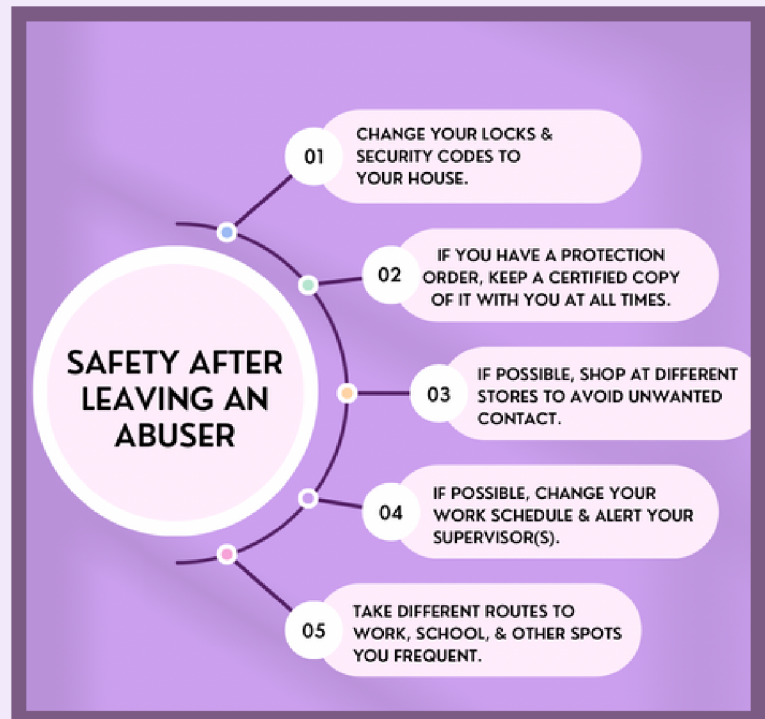 SAFETY AFTER
LEAVING AN
ABUSER
01
CHANGE YOUR LOCKS &
SECURITY CODES TO
YOUR HOUSE.
02
IF YOU HAVE A PROTECTION
ORDER, KEEP A CERTIFIED COPY
OF IT WITH YOU AT ALL TIMES.
03
IF POSSIBLE, SHOP AT DIFFERENT
STORES TO AVOID UNWANTED
CONTACT.
04
IF POSSIBLE, CHANGE YOUR
WORK SCHEDULE & ALERT YOUR
SUPERVISOR(S).
05
TAKE DIFFERENT ROUTES TO
WORK, SCHOOL, & OTHER SPOTS
YOU FREQUENT.